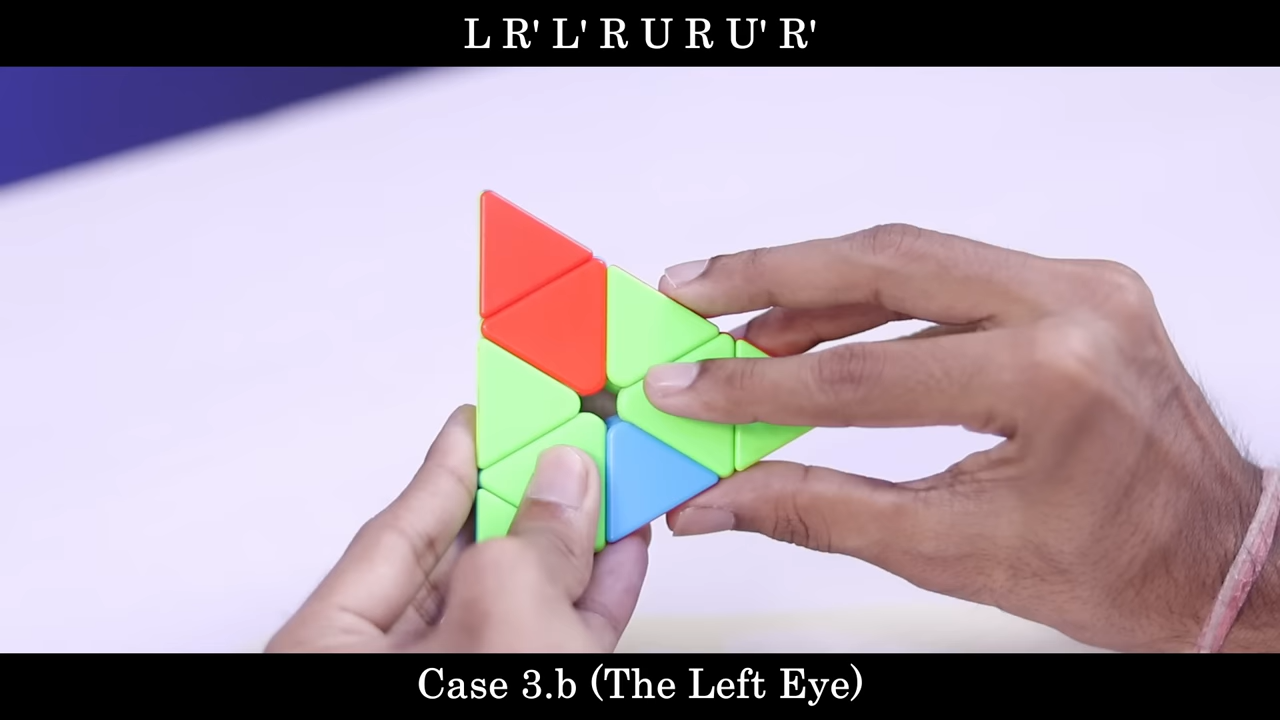 L R' L' R U R U' R'
Case 3.b (The Left Eye)